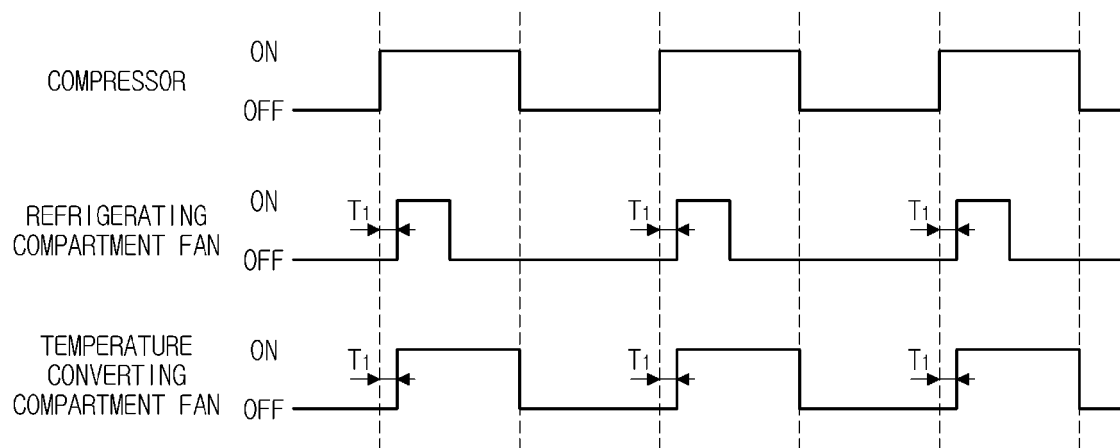 ON
COMPRESSOR
OFF
ON
REFRIGERATING
COMPARTMENT FAN
T1 T1 T1
OFF
TEMPERATURE
CONVERTING
COMPARTMENT FAN
ON
T1 T1 T1
OFF